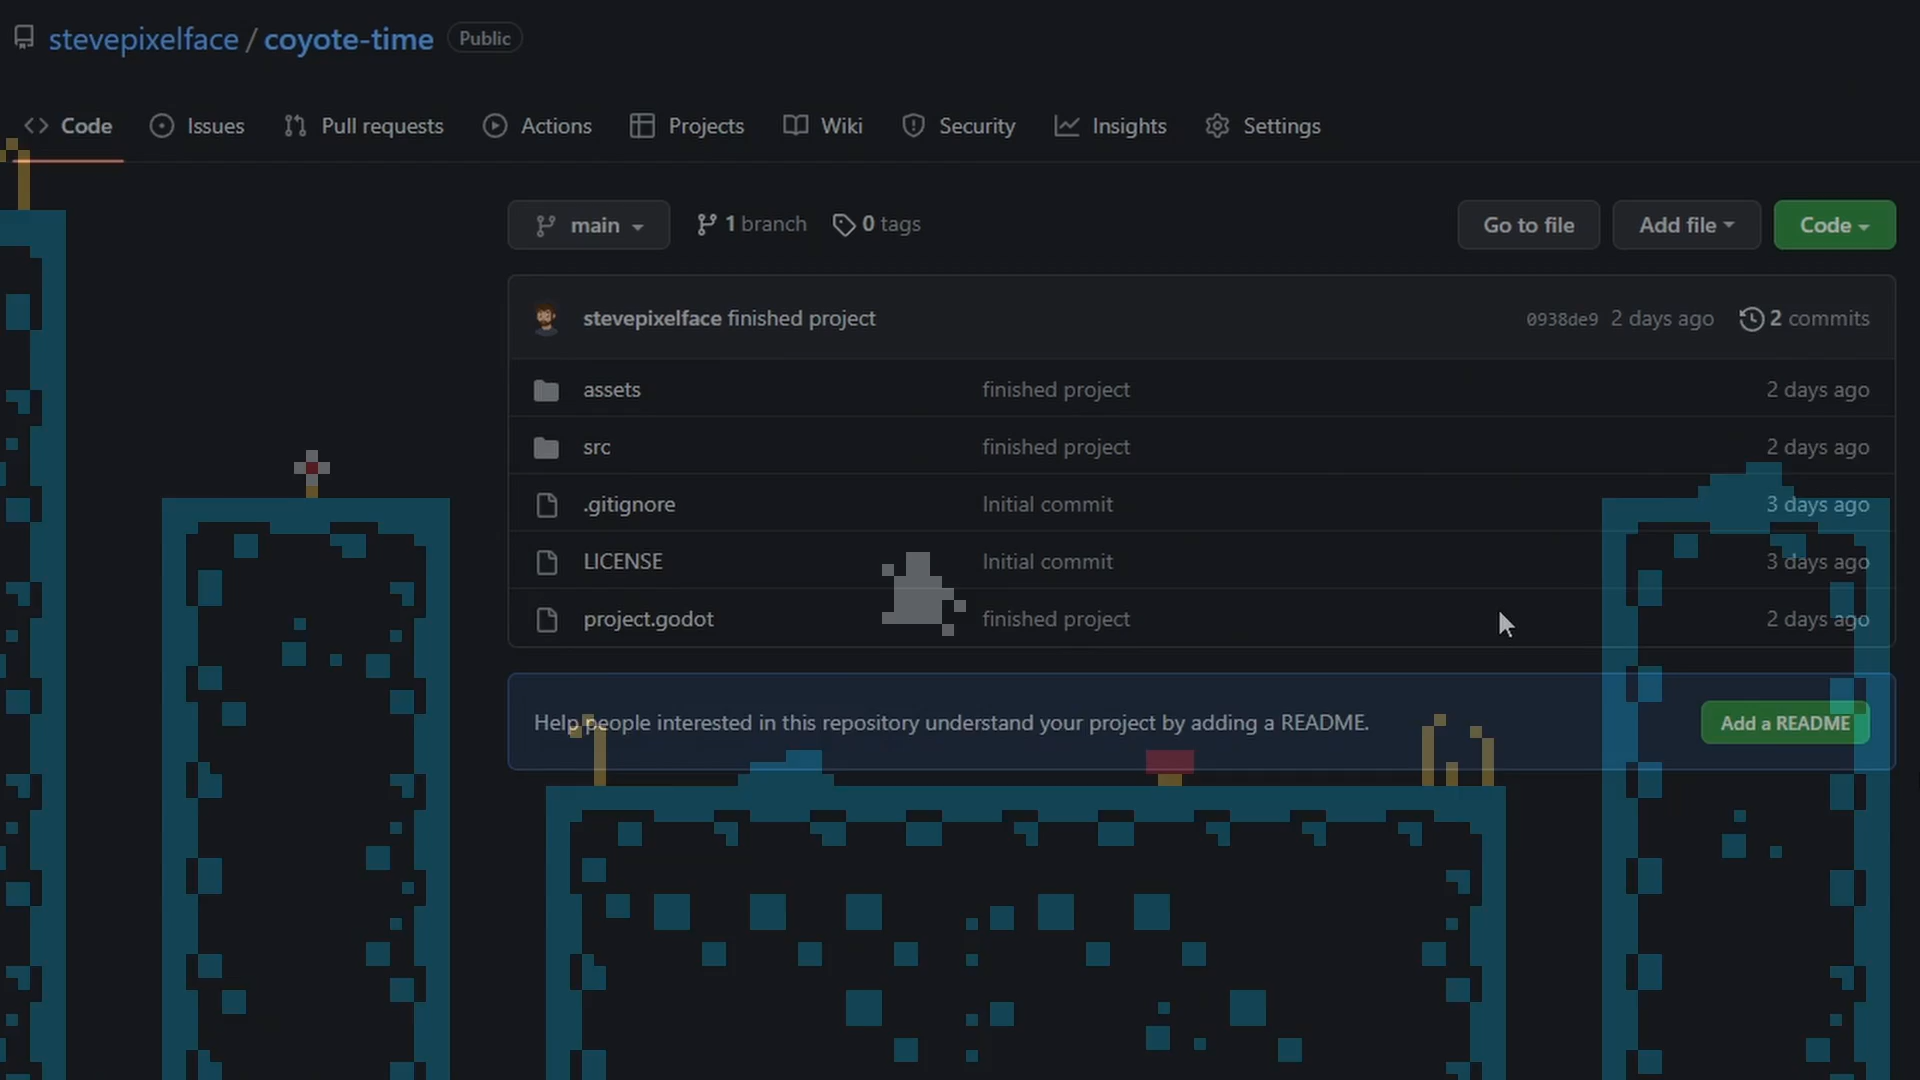 stevepixelface / coyote-time Public
Code Issues Pull requests Actions Projects Wiki Security Insights Settings
main 1 branch 0 tags Go to file Add file Code
stevepixelface finished project 0938de9 2 days ago 2 commits
assets finished project 2 days ago
src finished project 2 days ago
.gitignore Initial commit 3 days ago
LICENSE Initial commit 3 days ago
project.godot finished project 2 days ago
Help people interested in this repository understand your project by adding a README. Add a README